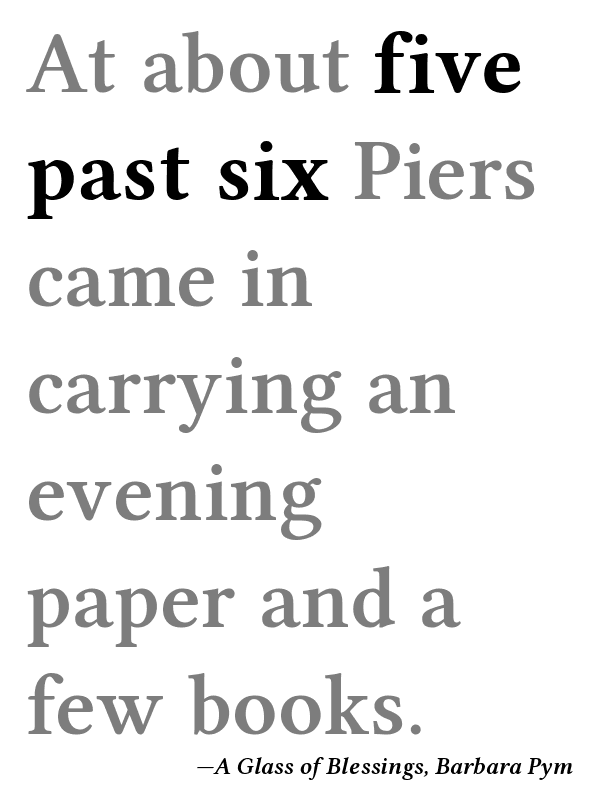 At about five
past six Piers
came in
carrying an
evening
paper and a
few books.
—A Glass of Blessings, Barbara Pym